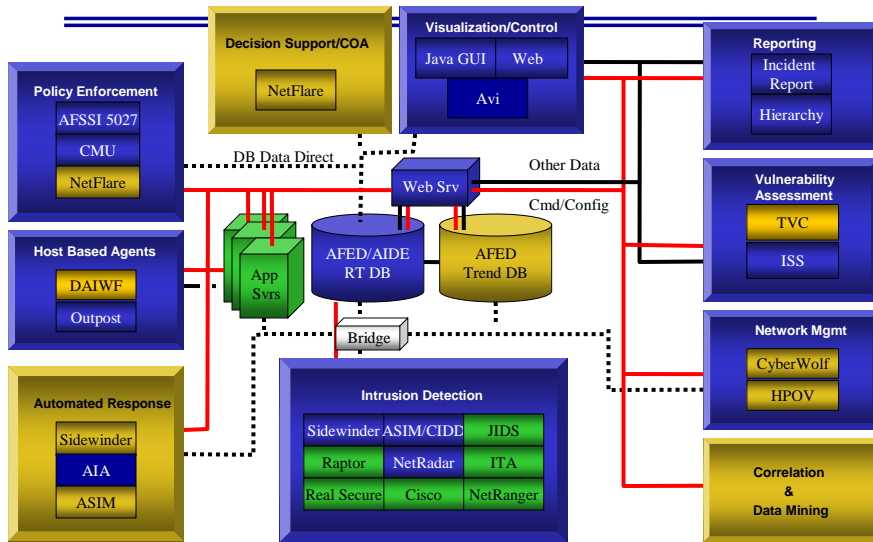 Decision Support/COA
NetFlare
Visualization/Control
Java GUI
Web
Avi
Reporting
Incident
Report
Hierarchy
Policy Enforcement
AFSSI 5027
CMU
NetFlare
DB Data Direct
Web Srv
Other Data
Cmd/Config
Vulnerability
Assessment
TVC
ISS
Host Based Agents
DAIWF
Outpost
App
Svrs
AFED/AIDE
RT DB
AFED
Trend DB
Bridge
Network Mgmt
CyberWolf
HPOV
Automated Response
Sidewinder
AIA
ASIM
Intrusion Detection
Sidewinder
ASIM/CIDD
JIDS
Raptor
NetRadar
ITA
Real Secure
Cisco
NetRanger
Correlation
&
Data Mining